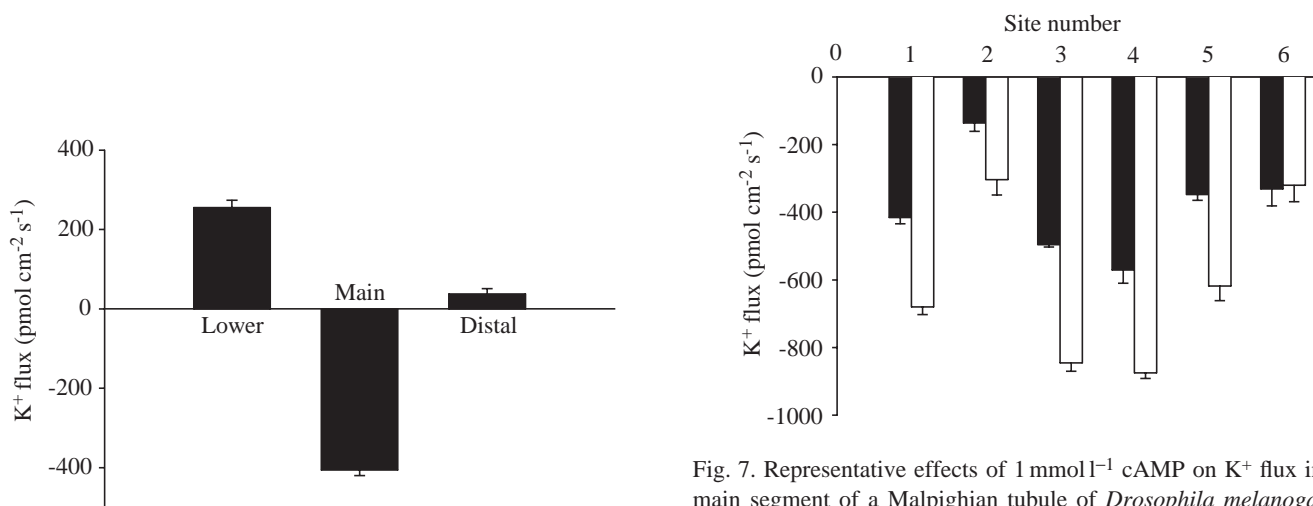 400
200
0
-200
-400
K+ flux (pmol cm-2 s-1)
Lower
Main
Distal
Site number
0 1 2 3 4 5 6
0
-200
-400
-600
-800
-1000
K+ flux (pmol cm-2 s-1)
Fig. 7. Representative effects of 1 mmol l–1 cAMP on K+ flux in
main segment of a Malpighian tubule of Drosophila melanoga